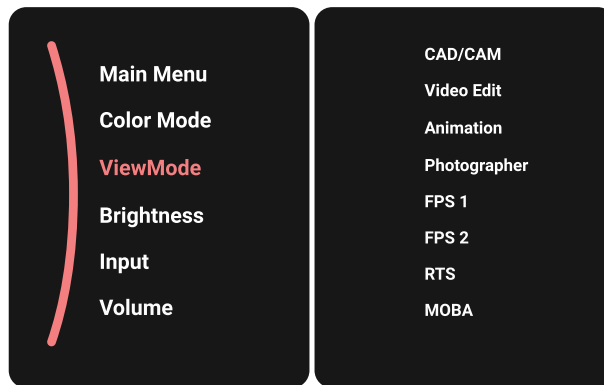 Main Menu
Color Mode
ViewMode
Brightness
Input
Volume
CAD/CAM
Video Edit
Animation
Photographer
FPS 1
FPS 2
RTS
MOBA